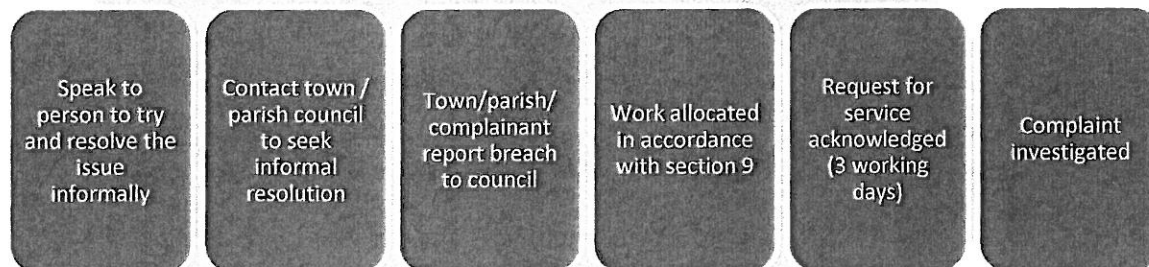 Speak to
person to try
and resolve the
issue
informally
Contact town /
parish council
to seek
informal
resolution
Town/parish/
complainant
report breach
to council
Work allocated
in accordance
with section 9
Request for
service
acknowledged
(3 working
days)
Complaint
investigated